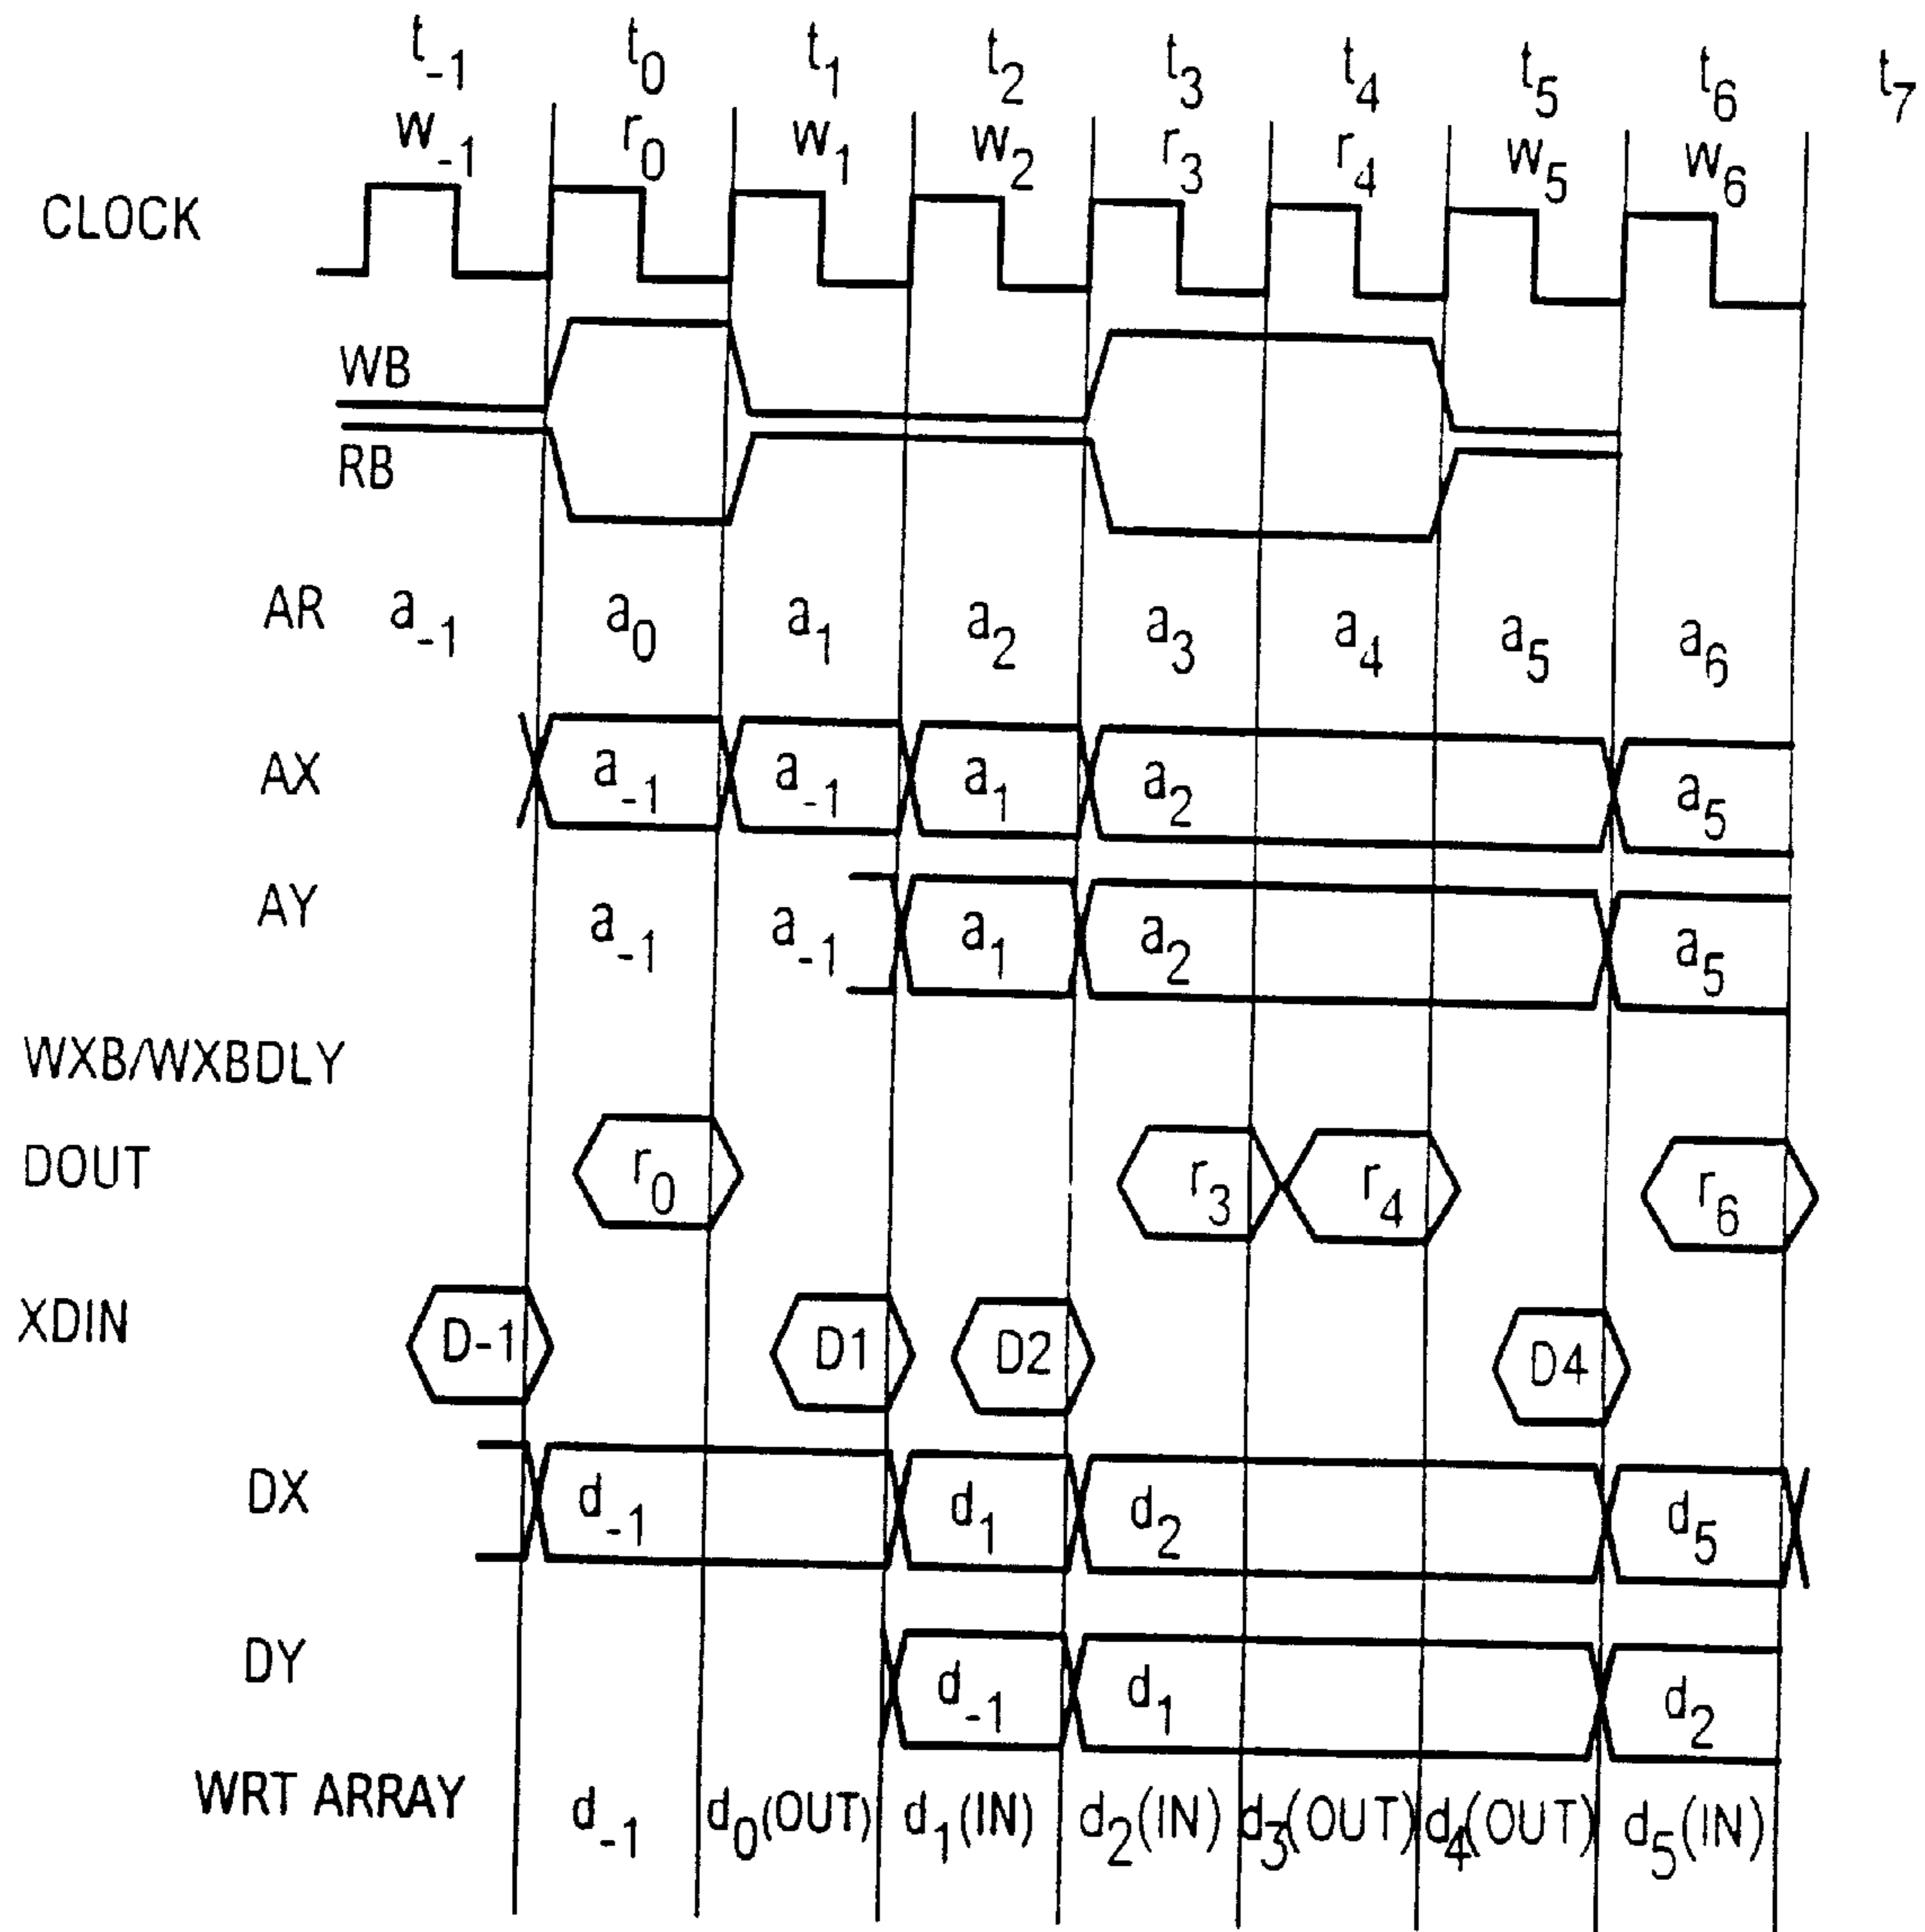 t-1 t0 t1 t2 t3 t4 t5 t6 t7
w-1 r0 w1 w2 r3 r4 w5 w6
CLOCK
WB
RB
AR a-1 a0 a1 a2 a3 a4 a5 a6
AX a-1 a-1 a1 a2 a5
AY a-1 a-1 a1 a2 a5
WXB/WXBDLY
DOUT r0 r3 r4 r6
XDIN D-1 D1 D2 D4
DX d-1 d1 d2 d5
DY d-1 d1 d2
WRT ARRAY d-1 d0(OUT) d1(IN) d2(IN) d3(OUT) d4(OUT) d5(IN)